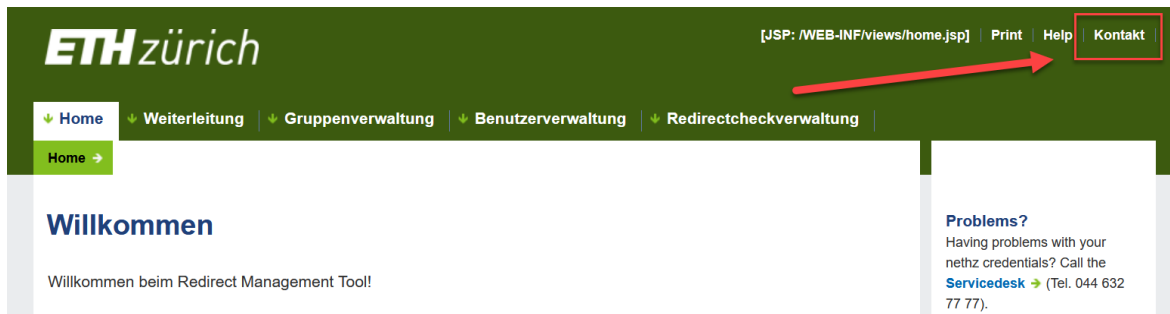 ETH zürich
[JSP: /WEB-INF/views/home.jsp] Print Help Kontakt
Home Weiterleitung Gruppenverwaltung Benutzerverwaltung Redirectcheckverwaltung
Home
Willkommen
Willkommen beim Redirect Management Tool!
Problems?
Having problems with your
nethz credentials? Call the
Servicedesk (Tel. 044 632
77 77).